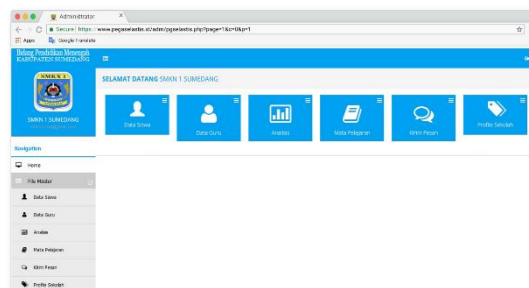 Administrator
Secure https://www.pegaselastis.id/adm/pgselastis.php?page=1&c=0&p=1
Apps Google Translate
Bidang Pendidikan Menengah
KABUPATEN SUMEDANG
SELAMAT DATANG SMKN 1 SUMEDANG
SMKN 1
SMKN 1 SUMEDANG
Data Siswa
Data Guru
Analisis
Mata Pelajaran
Kirim Pesan
Profile Sekolah
Navigation
Home
File Master
Data Siswa
Data Guru
Analisis
Mata Pelajaran
Kirim Pesan
Profile Sekolah